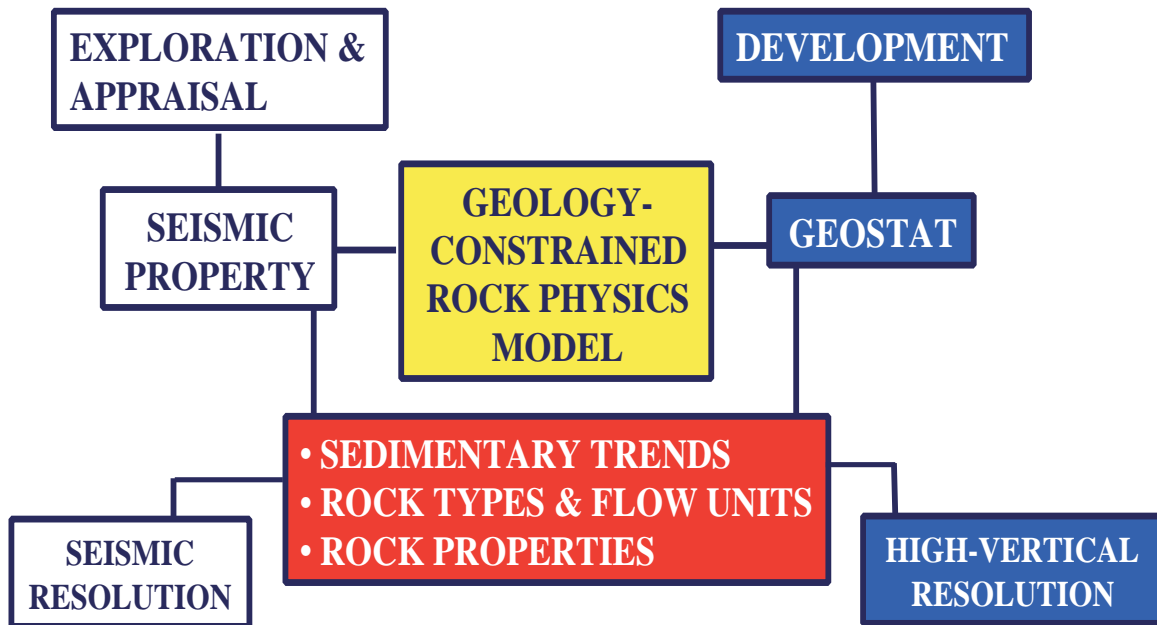 EXPLORATION &
APPRAISAL
DEVELOPMENT
SEISMIC
PROPERTY
GEOLOGY-
CONSTRAINED
ROCK PHYSICS
MODEL
GEOSTAT
• SEDIMENTARY TRENDS
• ROCK TYPES & FLOW UNITS
• ROCK PROPERTIES
SEISMIC
RESOLUTION
HIGH-VERTICAL
RESOLUTION